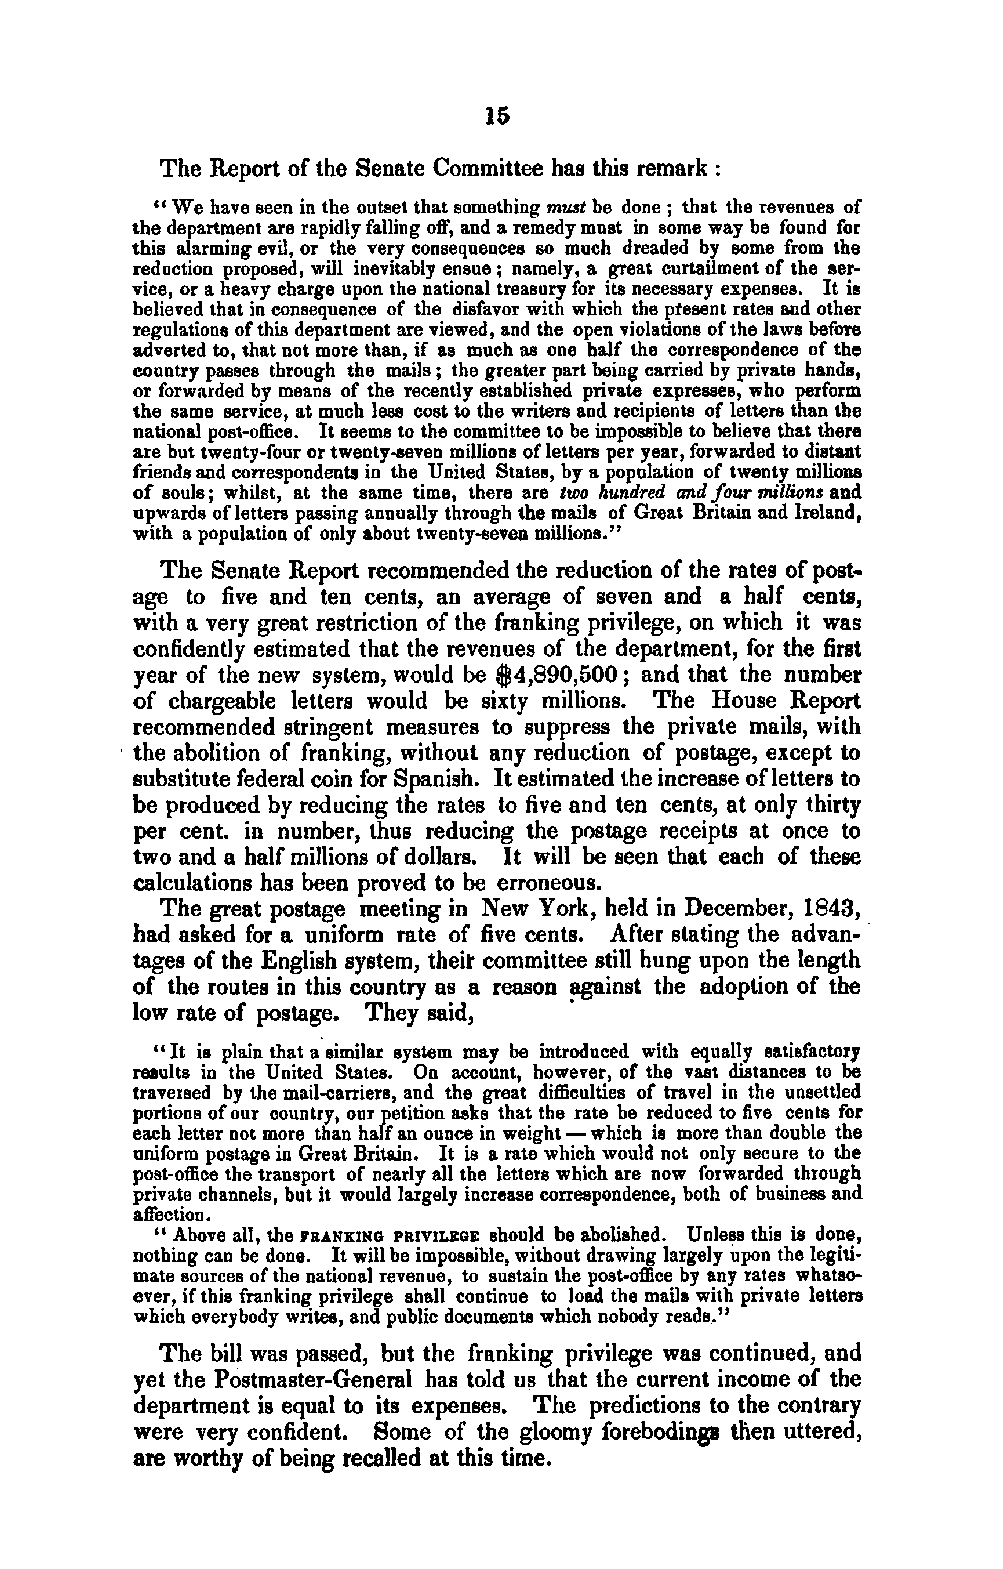 15
The Report of the Senate Committee has this remark :
“ We have seen in the outset that something must be done ; that the revenues of
the department are rapidly falling off, and a remedy must in some way be found for
this alarming evil, or the very consequences so much dreaded by some from the
reduction proposed, will inevitably ensue ; namely, a great curtailment of the ser-
vice, or a heavy charge upon the national treasury for its necessary expenses. It is
believed that in consequence of the disfavor with which the present rates and other
regulations of this department are viewed, and the open violations of the laws before
adverted to, that not more than, if as much as one half the correspondence of the
country passes through the mails ; the greater part being carried by private hands,
or forwarded by means of the recently established private expresses, who perform
the same service, at much less cost to the writers and recipients of letters than the
national post-office. It seems to the committee to be impossible to believe that there
are but twenty-four or twenty-seven millions of letters per year, forwarded to distant
friends and correspondents in the United States, by a population of twenty millions
of souls ; whilst, at the same time, there are two hundred and four millions and
upwards of letters passing annually through the mails of Great Britain and Ireland,
with a population of only about twenty-seven millions.”
The Senate Report recommended the reduction of the rates of post-
age to five and ten cents, an average of seven and a half cents,
with a very great restriction of the franking privilege, on which it was
confidently estimated that the revenues of the department, for the first
year of the new system, would be $4,890,500 ; and that the number
of chargeable letters would be sixty millions. The House Report
recommended stringent measures to suppress the private mails, with
the abolition of franking, without any reduction of postage, except to
substitute federal coin for Spanish. It estimated the increase of letters to
be produced by reducing the rates to five and ten cents, at only thirty
per cent. in number, thus reducing the postage receipts at once to
two and a half millions of dollars. It will be seen that each of these
calculations has been proved to be erroneous.
The great postage meeting in New York, held in December, 1843,
had asked for a uniform rate of five cents. After stating the advan-
tages of the English system, their committee still hung upon the length
of the routes in this country as a reason against the adoption of the
low rate of postage. They said,
“ It is plain that a similar system may be introduced with equally satisfactory
results in the United States. On account, however, of the vast distances to be
traversed by the mail-carriers, and the great difficulties of travel in the unsettled
portions of our country, our petition asks that the rate be reduced to five cents for
each letter not more than half an ounce in weight — which is more than double the
uniform postage in Great Britain. It is a rate which would not only secure to the
post-office the transport of nearly all the letters which are now forwarded through
private channels, but it would largely increase correspondence, both of business and
affection.
“ Above all, the FRANKING PRIVILEGE should be abolished. Unless this is done,
nothing can be done. It will be impossible, without drawing largely upon the legiti-
mate sources of the national revenue, to sustain the post-office by any rates whatso-
ever, if this franking privilege shall continue to load the mails with private letters
which everybody writes, and public documents which nobody reads.”
The bill was passed, but the franking privilege was continued, and
yet the Postmaster-General has told us that the current income of the
department is equal to its expenses. The predictions to the contrary
were very confident. Some of the gloomy forebodings then uttered,
are worthy of being recalled at this time.